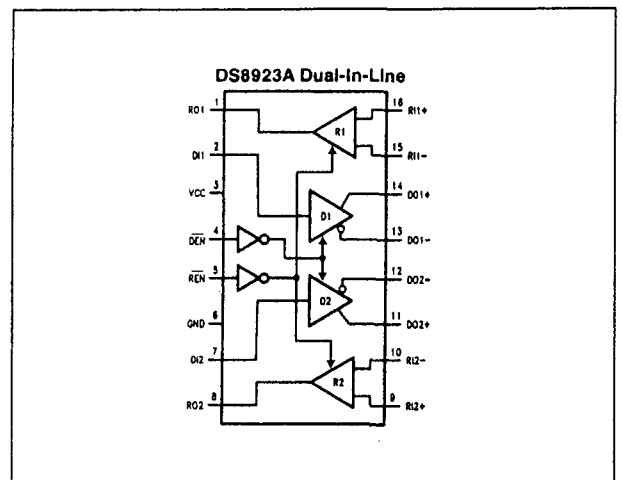 DS8923A Dual-In-Line
RO1 1
16 RI1+
R1
15 RI1-
DI1 2
VCC 3
14 DO1+
D1
DEN 4
13 DO1-
12 DO2-
REN 5
D2
11 DO2+
GND 6
DI2 7
10 RI2-
R2
RO2 8
9 RI2+